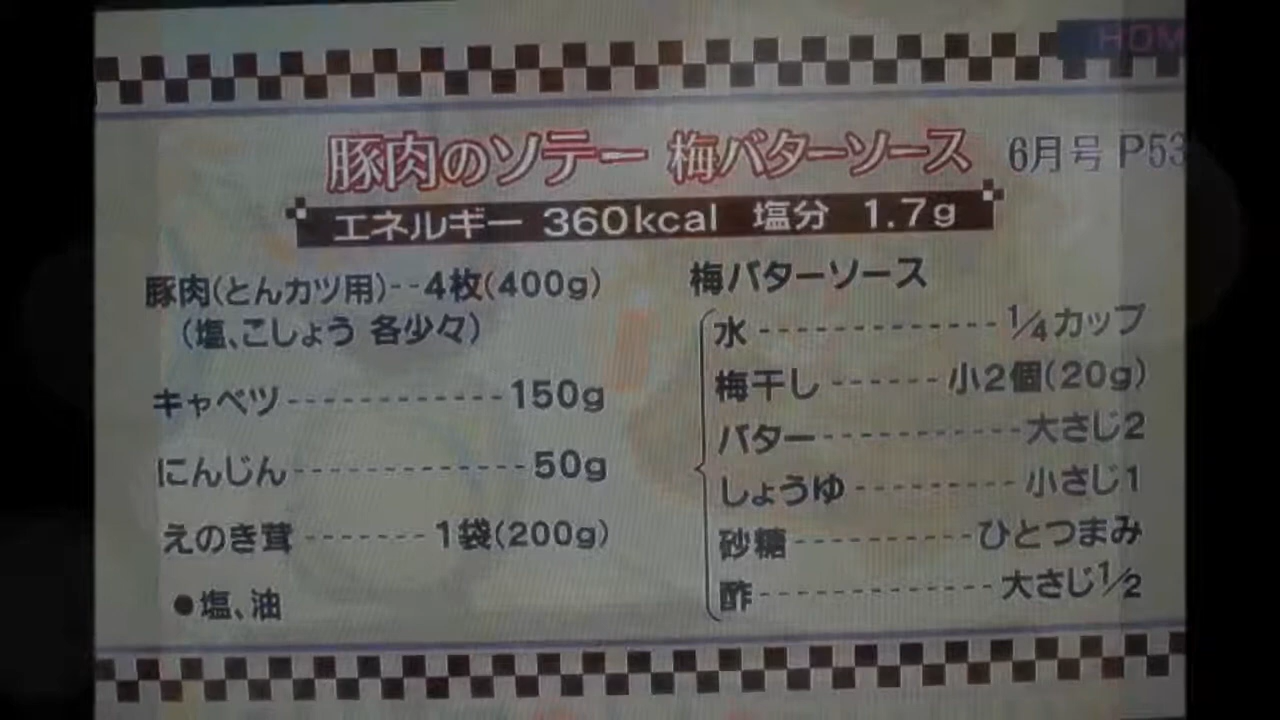 HOM
豚肉のソテー 梅バターソース 6月号 P53
エネルギー 360kcal 塩分 1.7g
豚肉(とんカツ用)--4枚(400g)
(塩、こしょう 各少々)
キャベツ------------150g
にんじん-------------50g
えのき茸-------1袋(200g)
●塩、油
梅バターソース
水-------------1/4カップ
梅干し------小2個(20g)
バター------------大さじ2
しょうゆ---------小さじ1
砂糖-----------ひとつまみ
酢-------------大さじ1/2